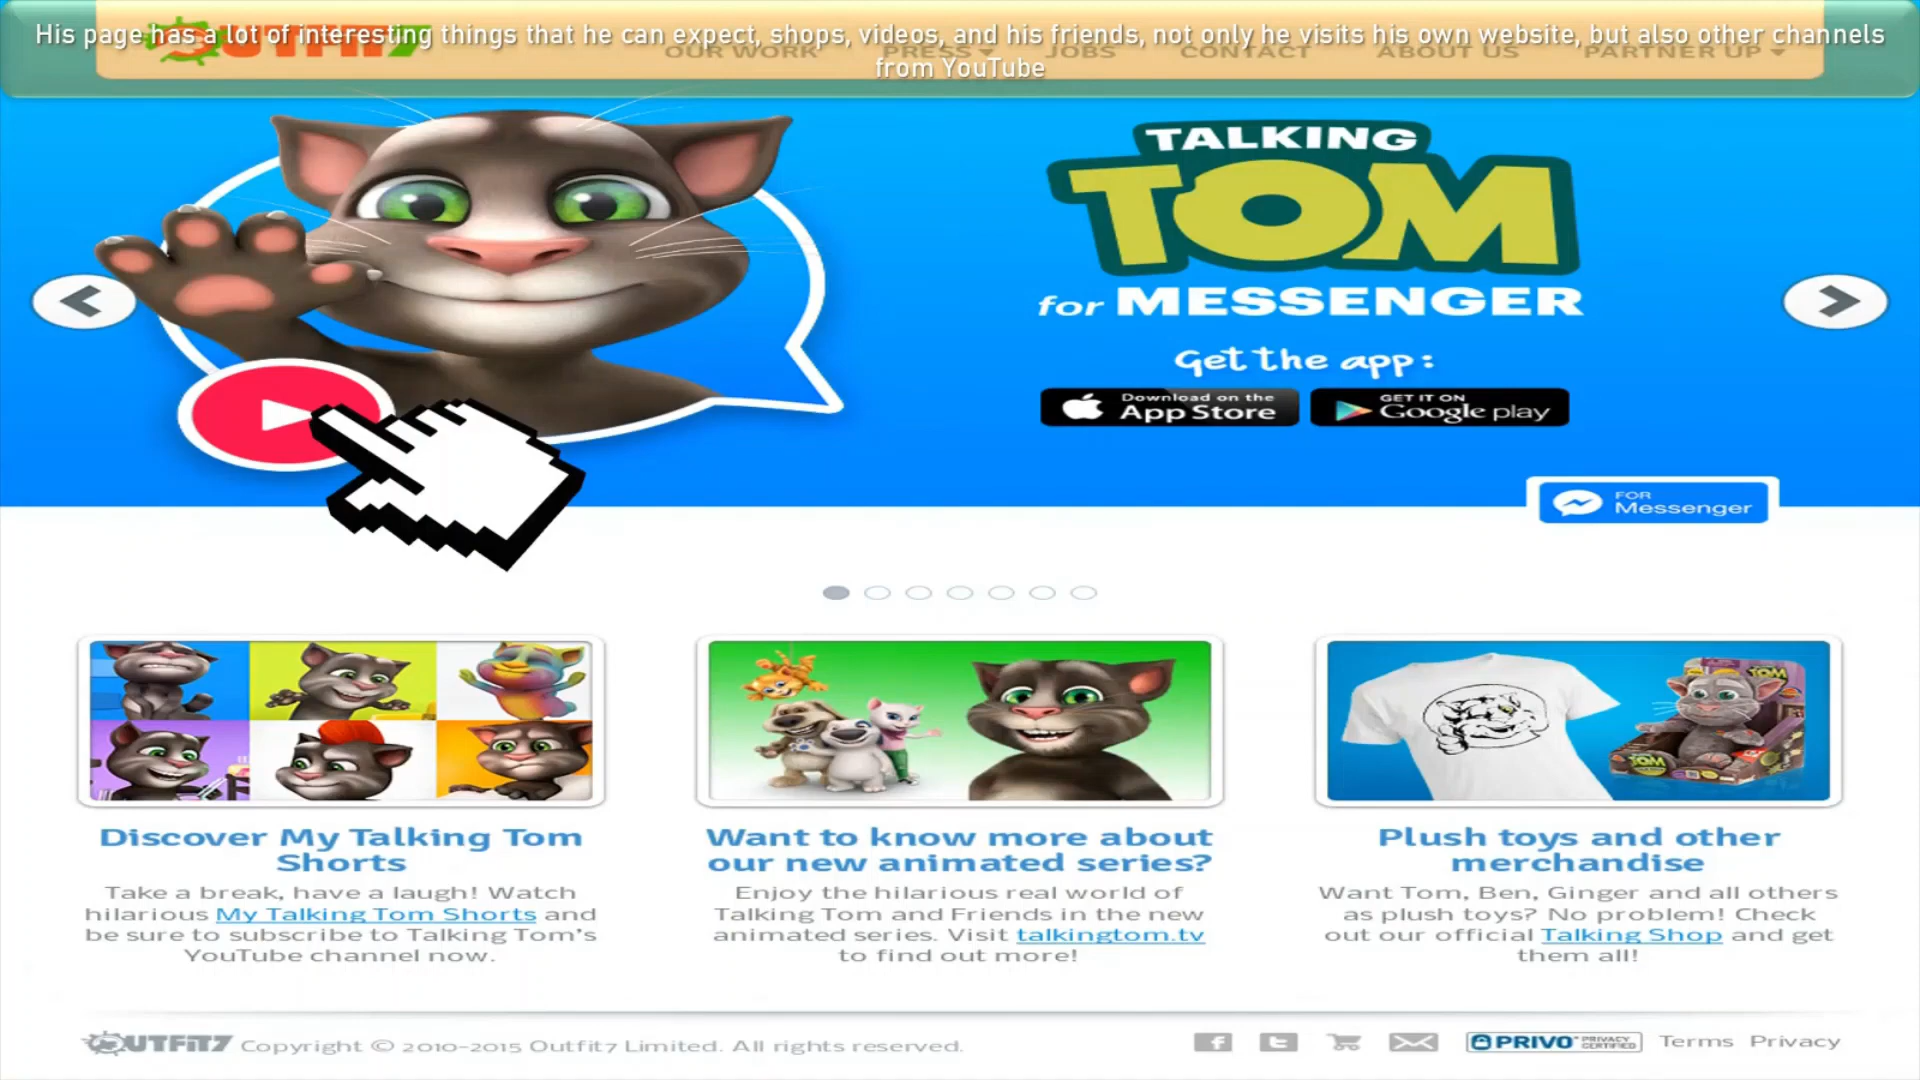 His page has a lot of interesting things that he can expect, shops, videos, and his friends, not only he visits his own website, but also other channels
from YouTube
OUTFIT7
OUR WORK PRESS JOBS CONTACT ABOUT US PARTNER UP
TALKING
TOM
for MESSENGER
Get the app:
Download on the
App Store
GET IT ON
Google play
FOR
Messenger
TOM
TOM
Discover My Talking Tom
Shorts
Take a break, have a laugh! Watch
hilarious My Talking Tom Shorts and
be sure to subscribe to Talking Tom's
YouTube channel now.
Want to know more about
our new animated series?
Enjoy the hilarious real world of
Talking Tom and Friends in the new
animated series. Visit talkingtom.tv
to find out more!
Plush toys and other
merchandise
Want Tom, Ben, Ginger and all others
as plush toys? No problem! Check
out our official Talking Shop and get
them all!
OUTFIT7 Copyright © 2010-2015 Outfit7 Limited. All rights reserved.
PRIVO PRIVACY
CERTIFIED
Terms Privacy